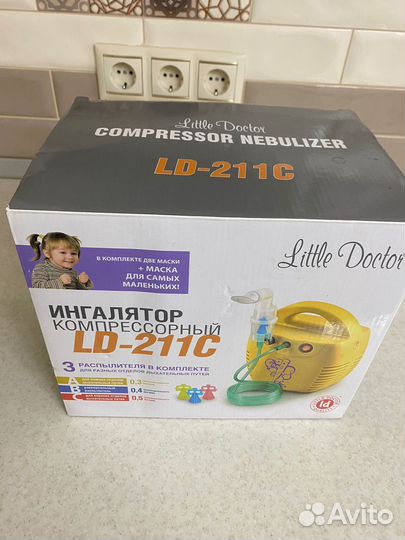 Little Doctor
COMPRESSOR NEBULIZER
LD-211C
В КОМПЛЕКТЕ ДВЕ МАСКИ
+ МАСКА
ДЛЯ САМЫХ
МАЛЕНЬКИХ!
Little Doctor
ИНГАЛЯТОР
КОМПРЕССОРНЫЙ
LD-211C
3 РАСПЫЛИТЕЛЯ В КОМПЛЕКТЕ
ДЛЯ РАЗНЫХ ОТДЕЛОВ ДЫХАТЕЛЬНЫХ ПУТЕЙ
A 0.3
B 0.4
C 0,5
Avito